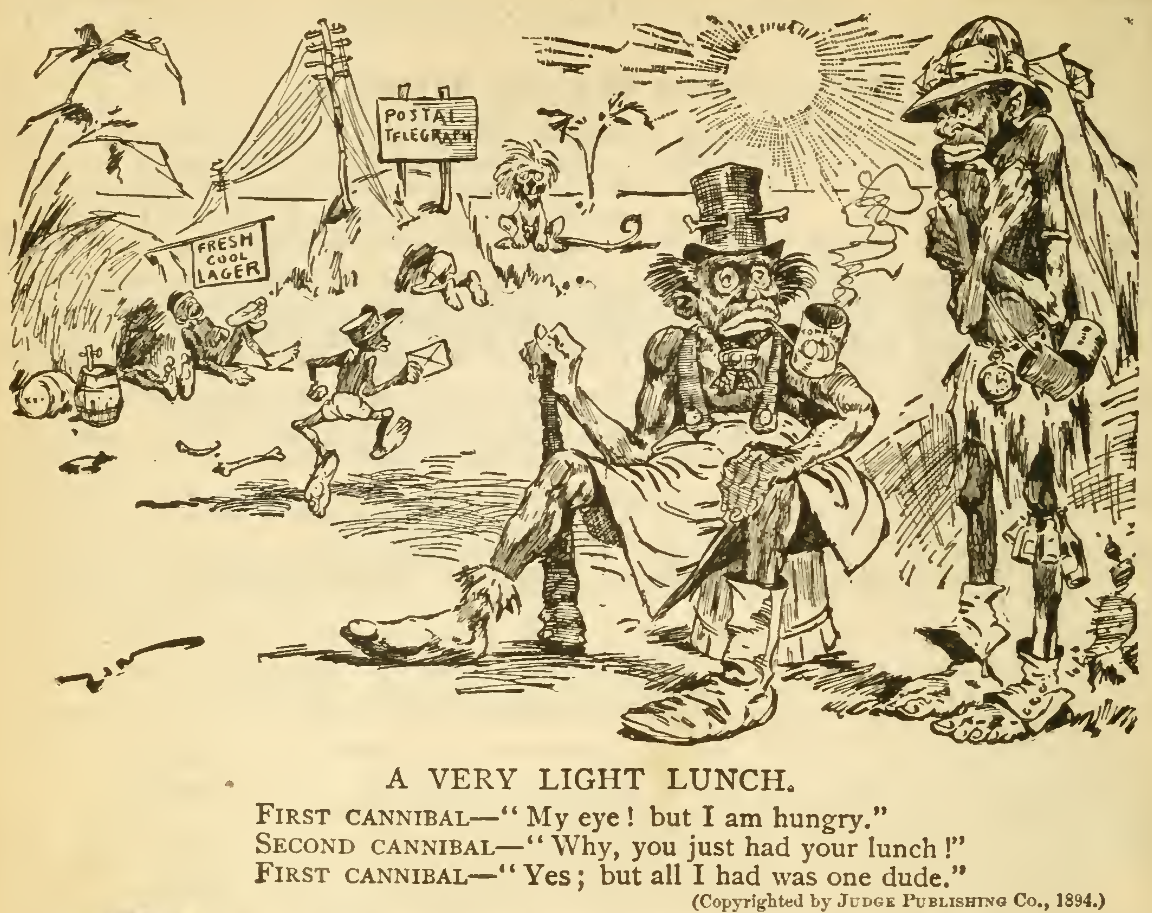 POSTAL
TELEGRAPH
FRESH
COOL
LAGER
A VERY LIGHT LUNCH.
FIRST CANNIBAL—“My eye! but I am hungry.”
SECOND CANNIBAL—“Why, you just had your lunch!”
FIRST CANNIBAL—“Yes; but all I had was one dude.”
(Copyrighted by JUDGE PUBLISHING CO., 1894.)